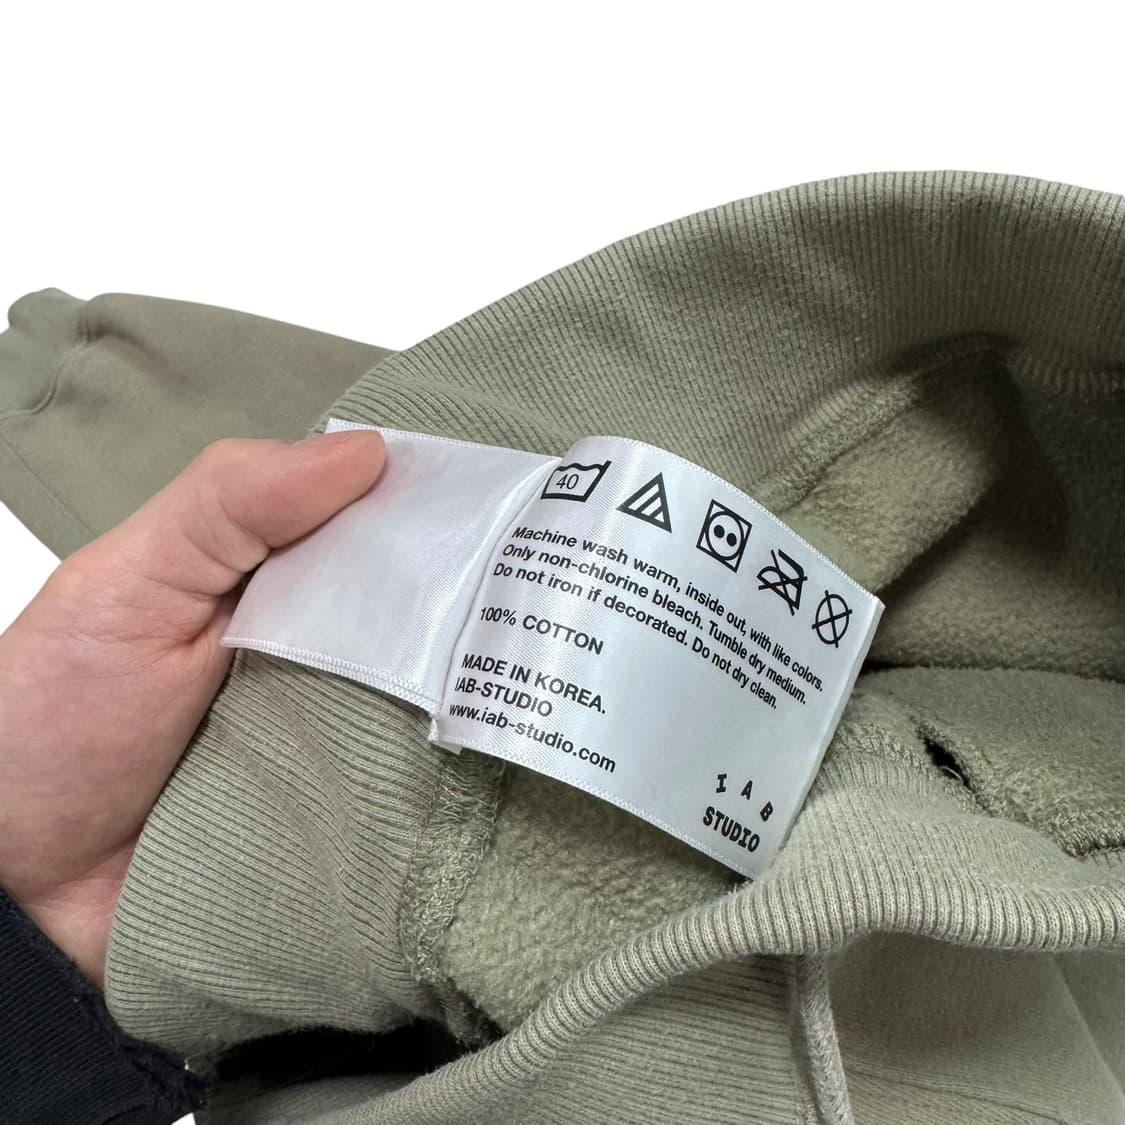 40
Machine wash warm, inside out, with like colors.
Only non-chlorine bleach. Tumble dry medium.
Do not iron if decorated. Do not dry clean.
100% COTTON
MADE IN KOREA.
IAB-STUDIO
www.iab-studio.com
I A B
STUDIO